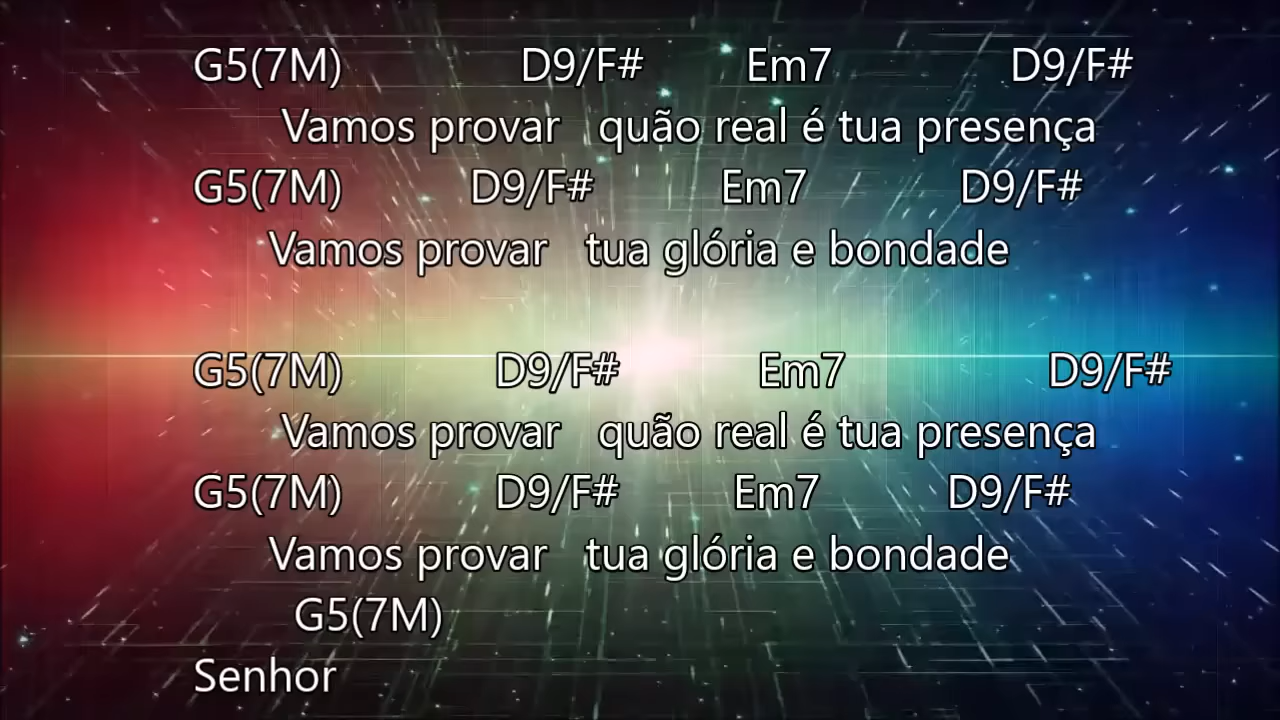 G5(7M) D9/F# Em7 D9/F#
Vamos provar quão real é tua presença
G5(7M) D9/F# Em7 D9/F#
Vamos provar tua glória e bondade
G5(7M) D9/F# Em7 D9/F#
Vamos provar quão real é tua presença
G5(7M) D9/F# Em7 D9/F#
Vamos provar tua glória e bondade
G5(7M)
Senhor